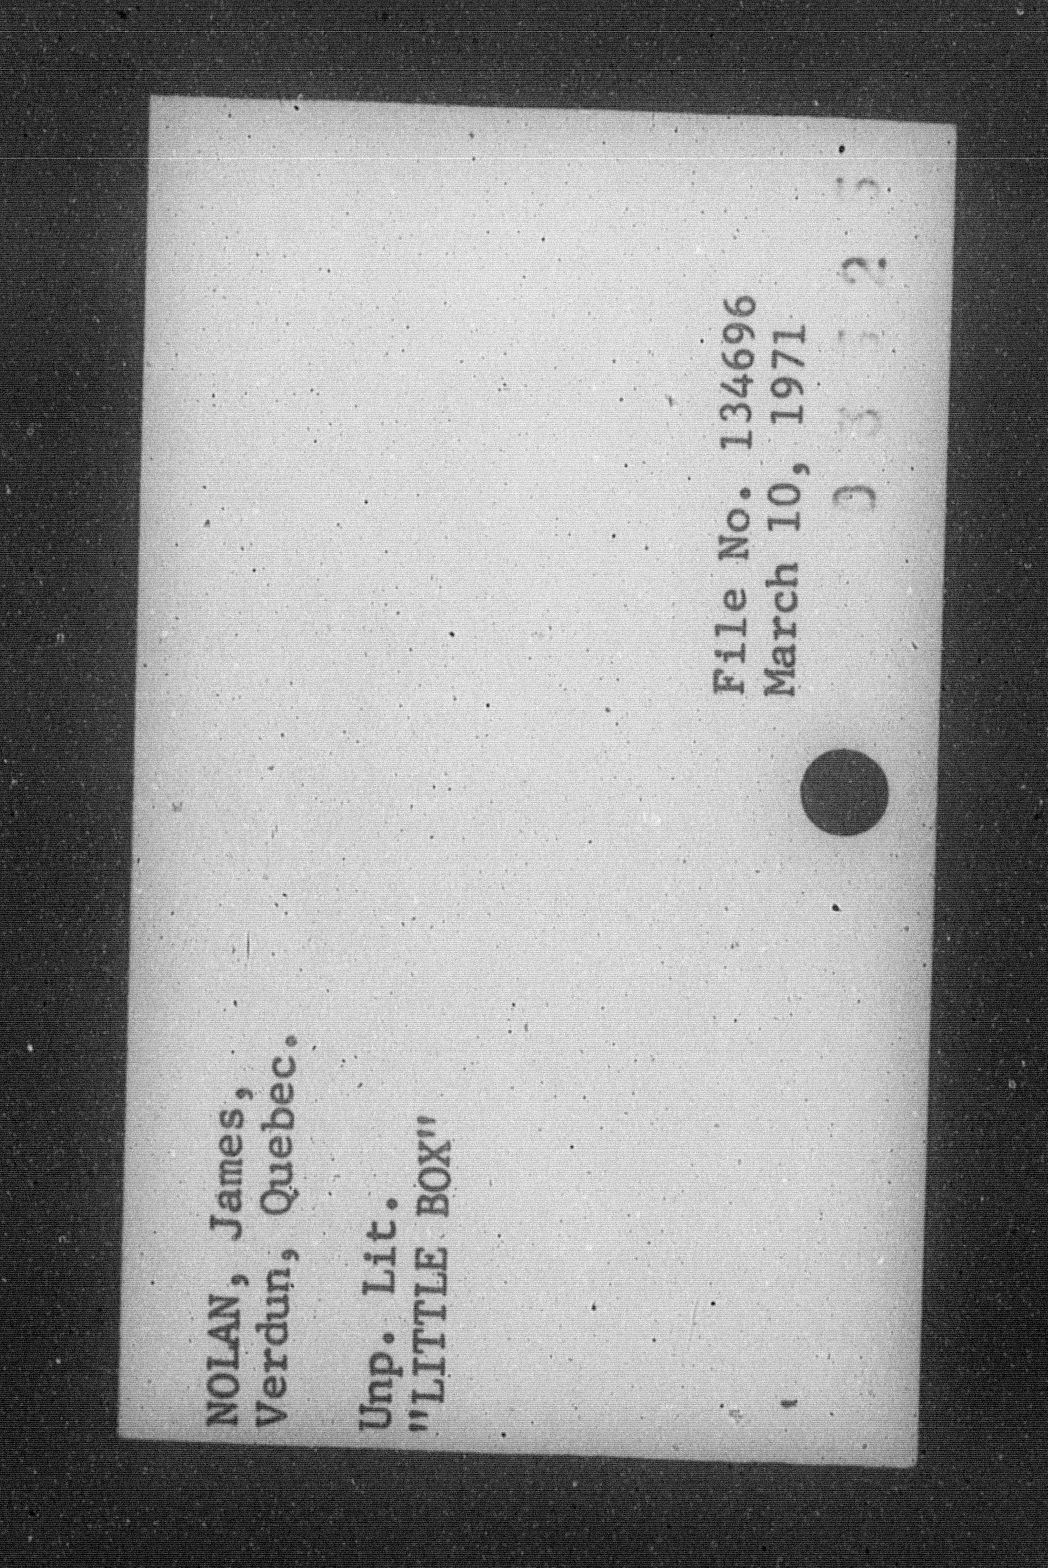 NOLAN, James,
Verdun, Quebec.
Unp. Lit.
"LITTLE BOX"
File No. 134696
March 10, 1971